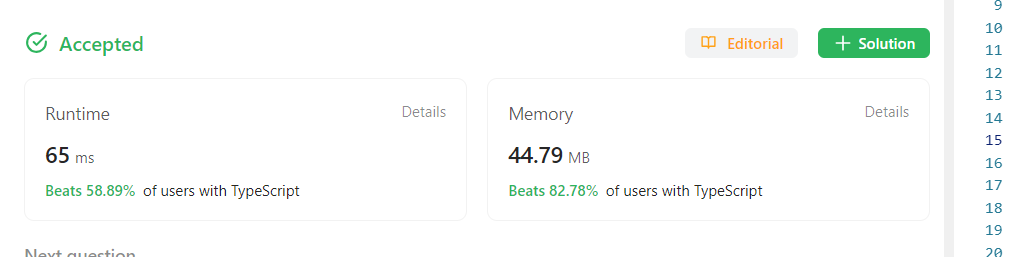 Accepted
Editorial
Solution
Runtime
Details
65 ms
Beats 58.89% of users with TypeScript
Memory
Details
44.79 MB
Beats 82.78% of users with TypeScript
Next question
9
10
11
12
13
14
15
16
17
18
19
20